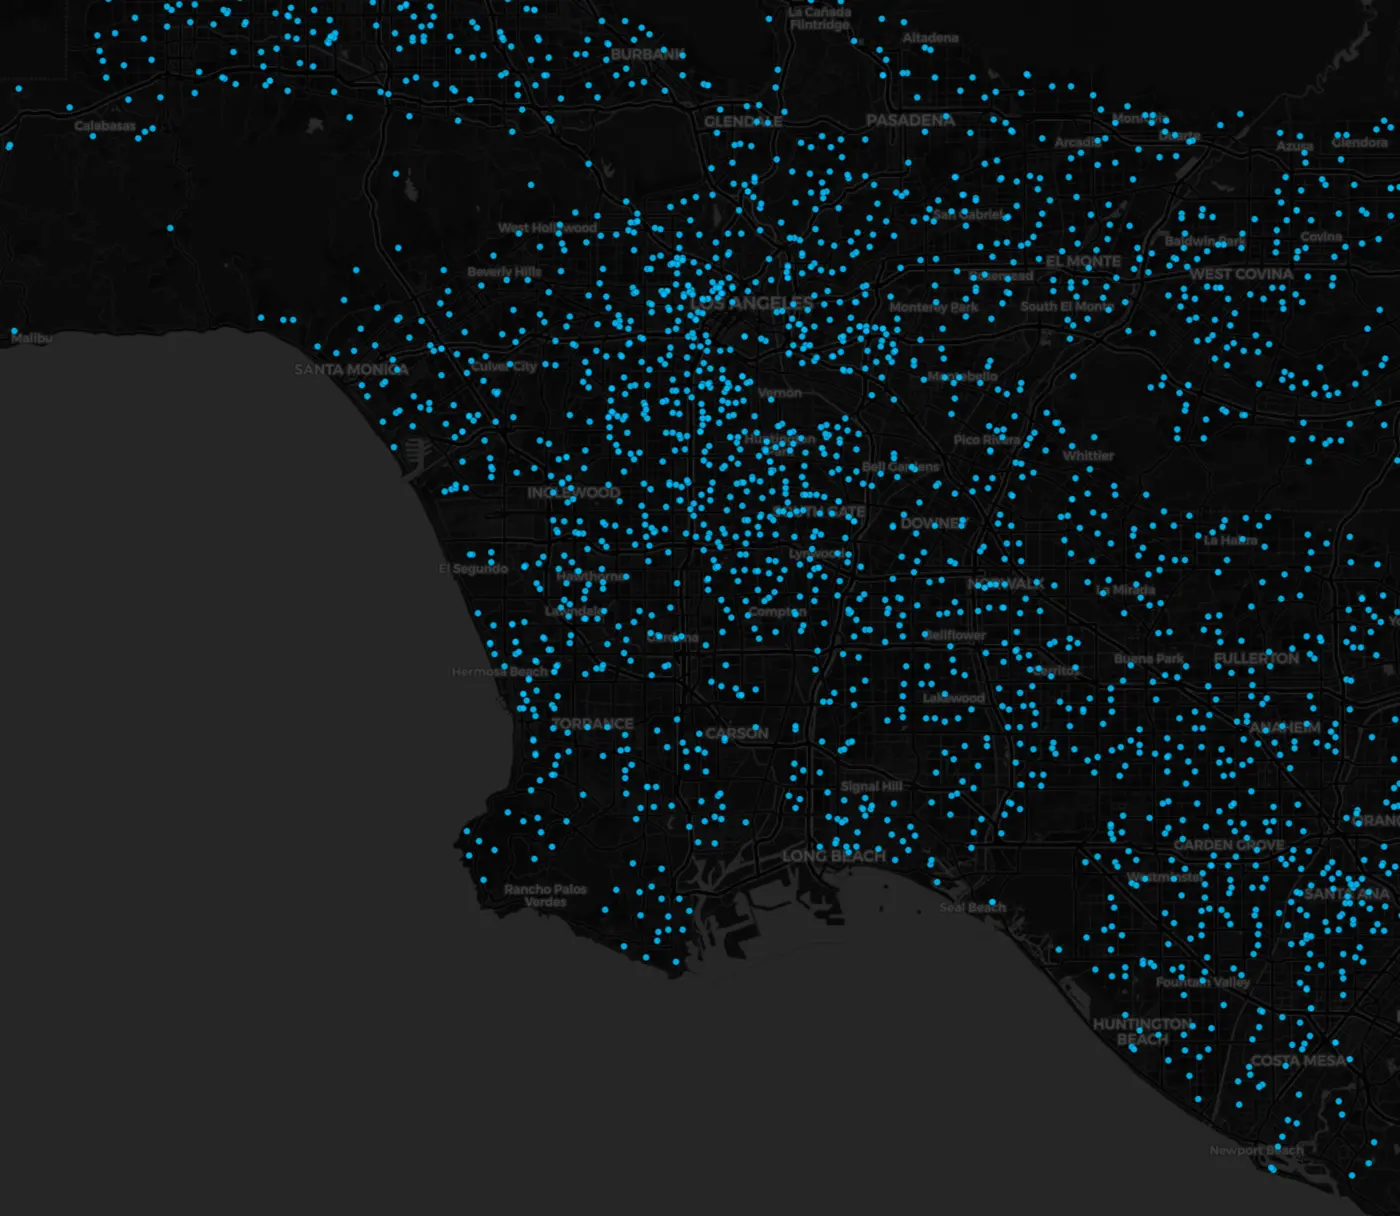 La Cañada
Flintridge
Altadena
BURBANK
Calabasas
GLENDALE
PASADENA
Monrovia
Duarte
Arcadia
Azusa
Glendora
West Hollywood
San Gabriel
Baldwin Park
Covina
Beverly Hills
EL MONTE
Rosemead
WEST COVINA
LOS ANGELES
Monterey Park
South El Monte
Malibu
SANTA MONICA
Culver City
Montebello
Vernon
Huntington
Park
Pico Rivera
Whittier
Bell Gardens
INGLEWOOD
SOUTH GATE
DOWNEY
La Habra
Lynwood
El Segundo
Hawthorne
NORWALK
La Mirada
Lawndale
Compton
Gardena
Bellflower
Hermosa Beach
Cerritos
Buena Park
FULLERTON
Lakewood
TORRANCE
CARSON
ANAHEIM
Signal Hill
ORANG
GARDEN GROVE
LONG BEACH
Westminster
Rancho Palos
Verdes
SANTA ANA
Seal Beach
Fountain Valley
HUNTINGTON
BEACH
COSTA MESA
Newport Beach